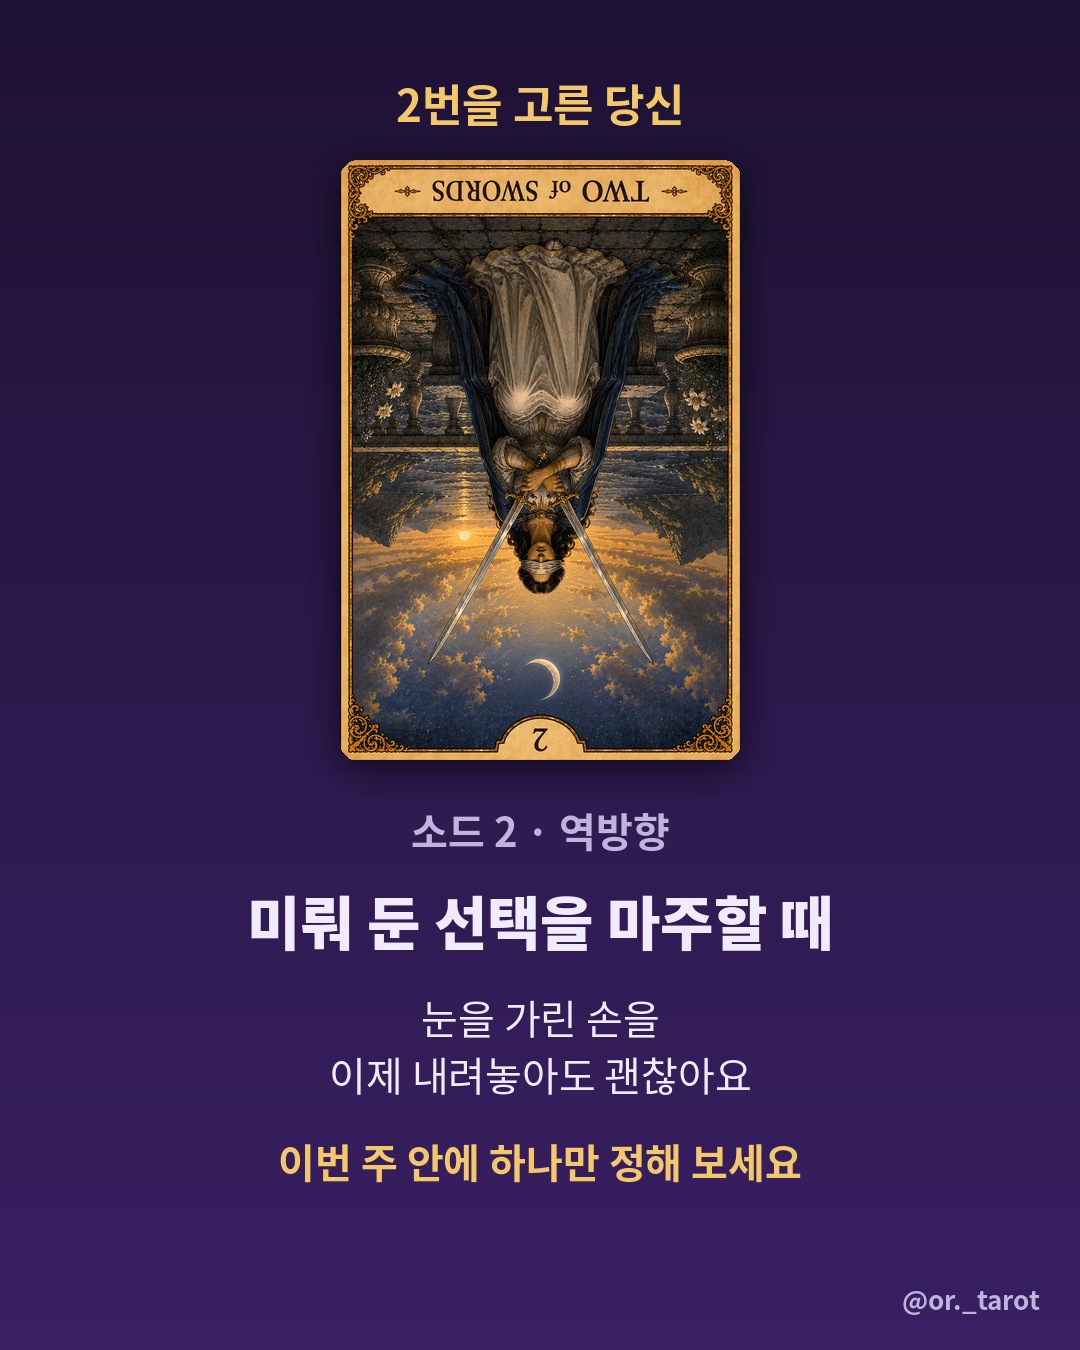 2번을 고른 당신
TWO of SWORDS
2
소드 2 · 역방향
미뤄 둔 선택을 마주할 때
눈을 가린 손을
이제 내려놓아도 괜찮아요
이번 주 안에 하나만 정해 보세요
@or._tarot